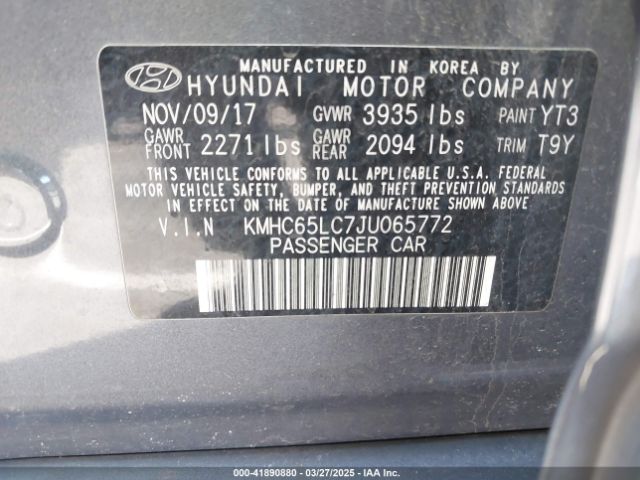 MANUFACTURED IN KOREA BY
HYUNDAI MOTOR COMPANY
NOV/09/17 GVWR 3935 lbs PAINT YT3
GAWR FRONT 2271 lbs GAWR REAR 2094 lbs TRIM T9Y
THIS VEHICLE CONFORMS TO ALL APPLICABLE U.S.A. FEDERAL
MOTOR VEHICLE SAFETY, BUMPER, AND THEFT PREVENTION STANDARDS
IN EFFECT ON THE DATE OF MANUFACTURE SHOWN ABOVE.
V.I.N KMHC65LC7JU065772
PASSENGER CAR
000-41890880 | 03/27/2025 | IAA Inc.